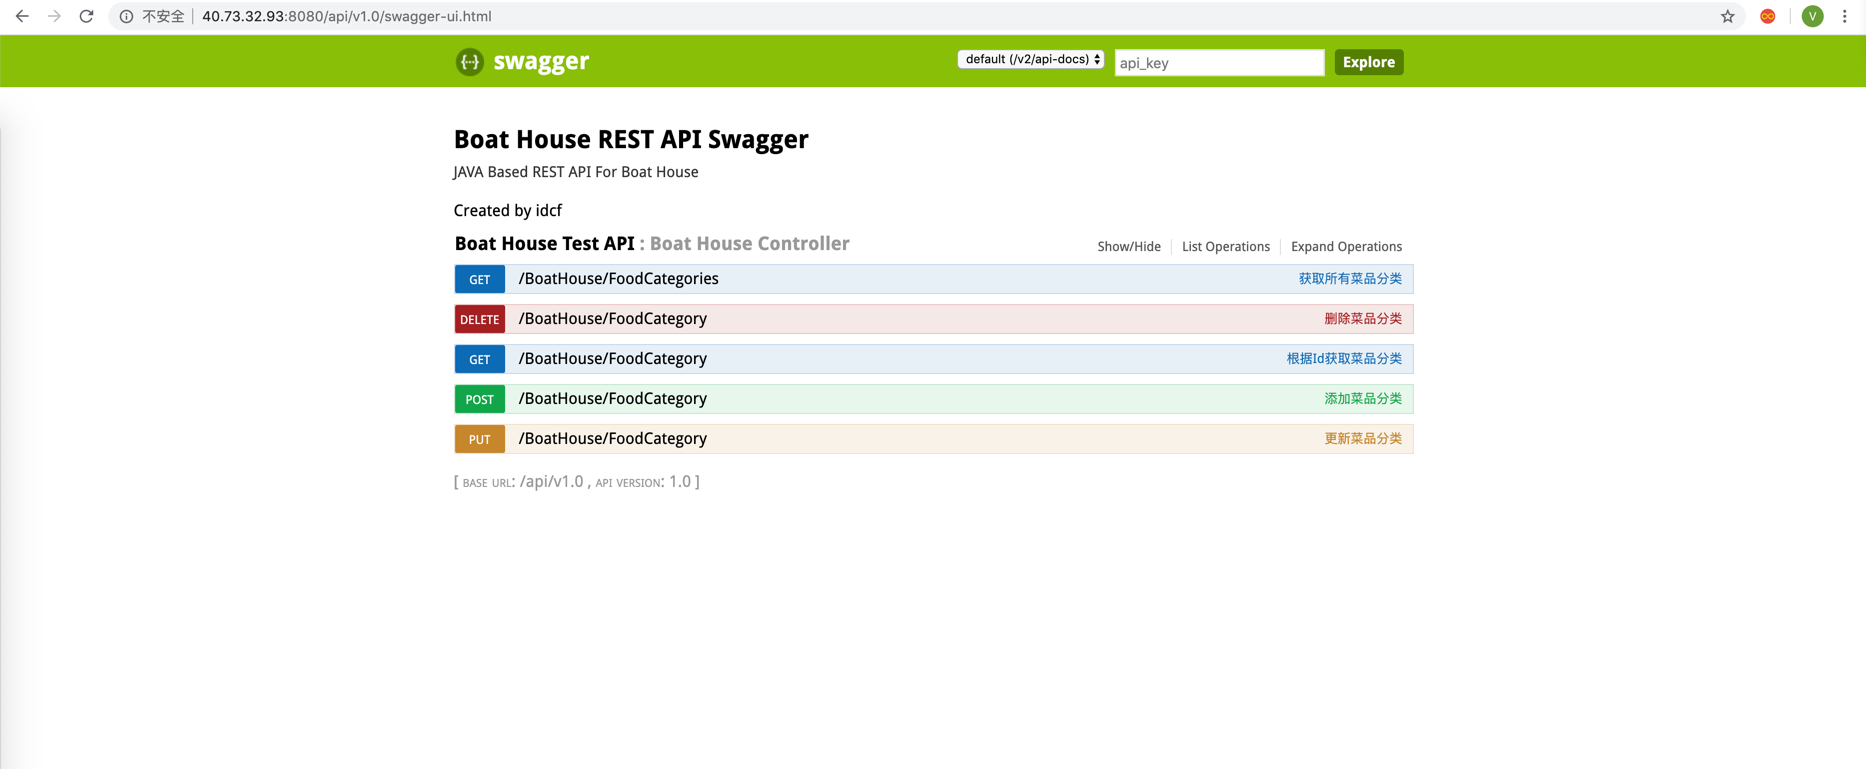 不安全 40.73.32.93:8080/api/v1.0/swagger-ui.html V
{··} swagger default (/v2/api-docs) api_key Explore
Boat House REST API Swagger
JAVA Based REST API For Boat House
Created by idcf
Boat House Test API : Boat House Controller Show/Hide List Operations Expand Operations
GET /BoatHouse/FoodCategories 获取所有菜品分类
DELETE /BoatHouse/FoodCategory 删除菜品分类
GET /BoatHouse/FoodCategory 根据Id获取菜品分类
POST /BoatHouse/FoodCategory 添加菜品分类
PUT /BoatHouse/FoodCategory 更新菜品分类
[ BASE URL: /api/v1.0 , API VERSION: 1.0 ]